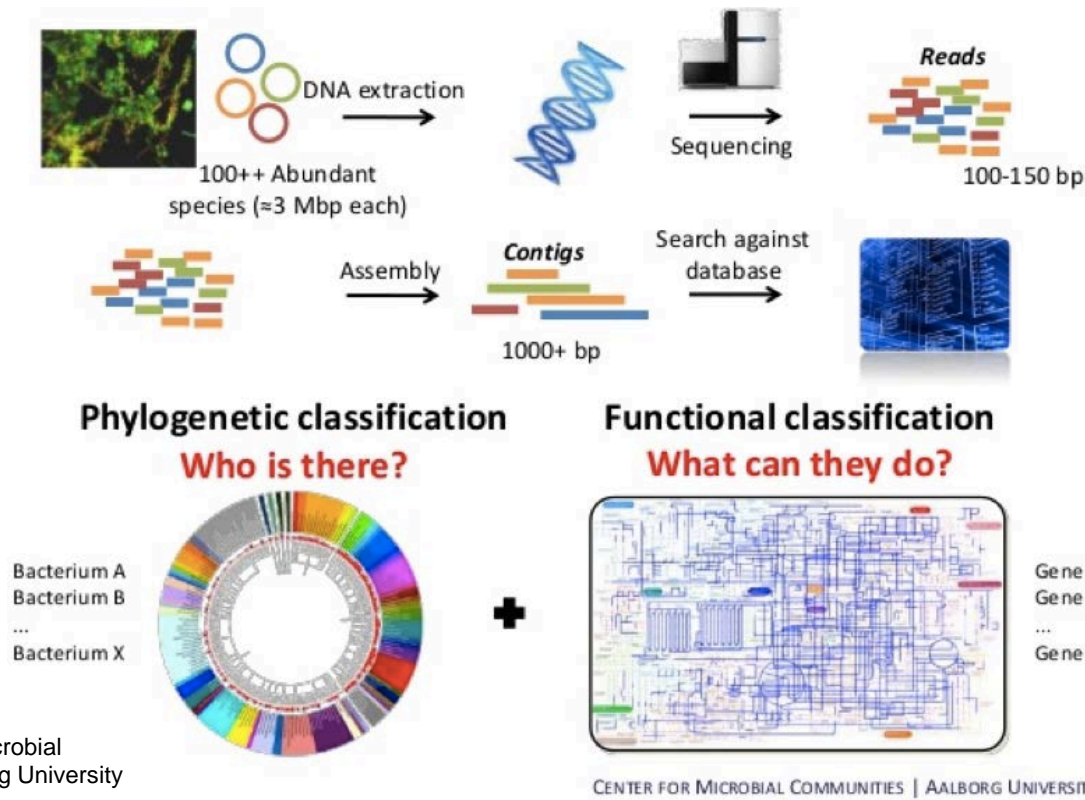 DNA extraction
Sequencing
Reads
100++ Abundant
species (≈3 Mbp each)
100-150 bp
Assembly
Contigs
Search against
database
1000+ bp
Phylogenetic classification
Who is there?
Functional classification
What can they do?
Bacterium A
Bacterium B
...
Bacterium X
Gene
Gene
...
Gene
crobial
g University
CENTER FOR MICROBIAL COMMUNITIES | AALBORG UNIVERSIT